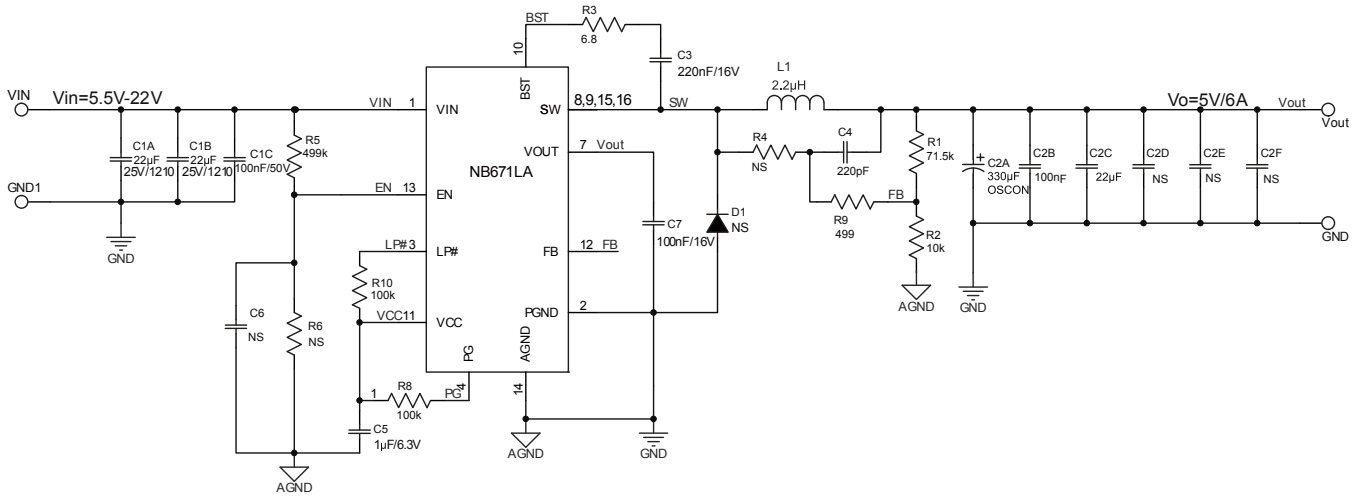 BST
R3
6.8
10
BST
C3
220nF/16V
L1
2.2µH
VIN
Vin=5.5V-22V
VIN
1
VIN
SW
8,9,15,16
SW
Vo=5V/6A
Vout
Vout
C1A
22µF
25V/1210
C1B
22µF
25V/1210
C1C
100nF/50V
R5
499k
VOUT
7
Vout
R4
NS
C4
220pF
R1
71.5k
C2A
330µF
OSCON
C2B
100nF
C2C
22µF
C2D
NS
C2E
NS
C2F
NS
NB671LA
GND1
EN
13
EN
D1
NS
R9
499
FB
R2
10k
GND
C7
100nF/16V
GND
LP#
3
LP#
FB
12
FB
R10
100k
AGND
GND
C6
NS
R6
NS
VCC
11
VCC
PGND
2
PG
AGND
4
14
1
R8
100k
PG
C5
1µF/6.3V
AGND
GND
AGND